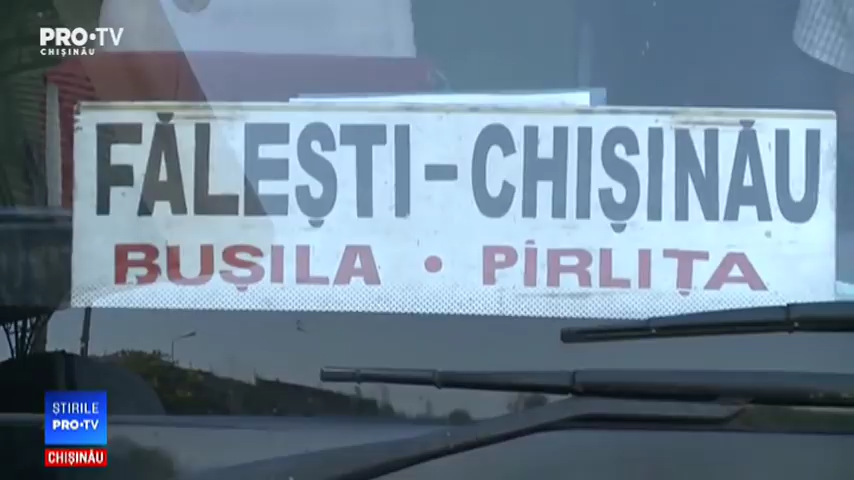 PRO•TV
CHIȘINĂU
FĂLEȘTI-CHIȘINĂU
BUȘILA • PÎRLIȚA
ȘTIRILE
PRO•TV
CHIȘINĂU